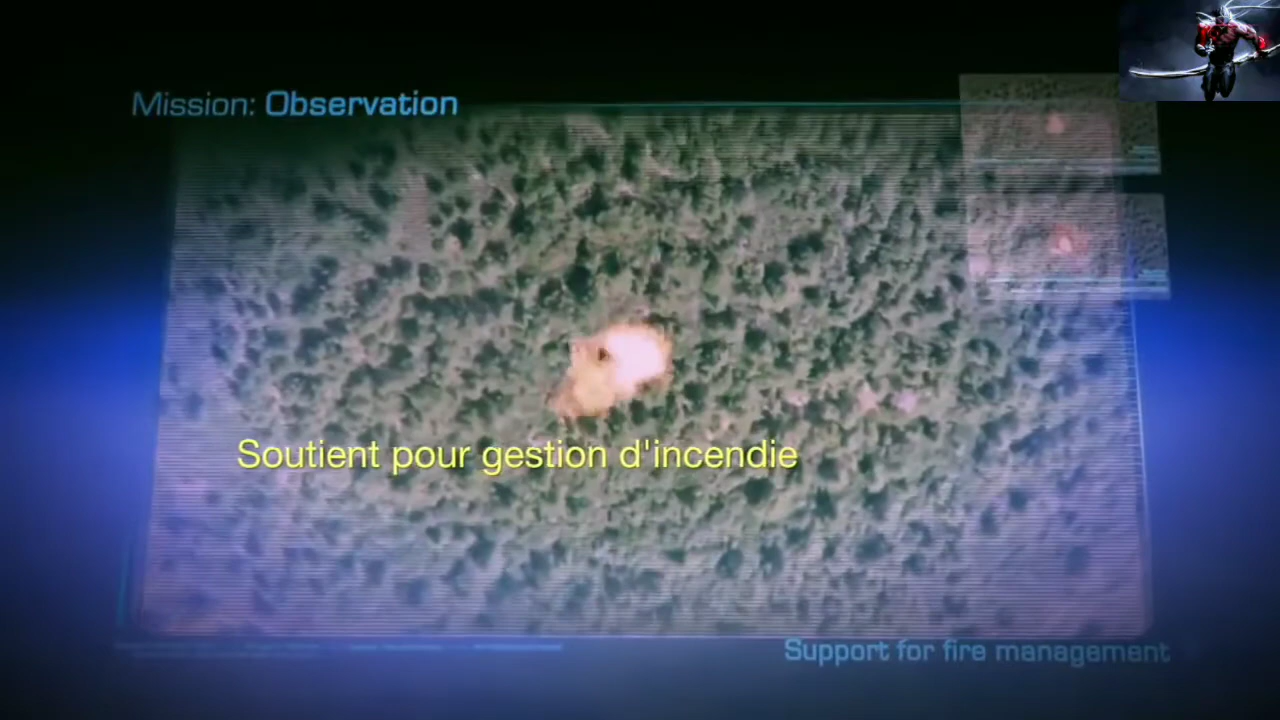 Mission: Observation
Soutient pour gestion d'incendie
Support for fire management